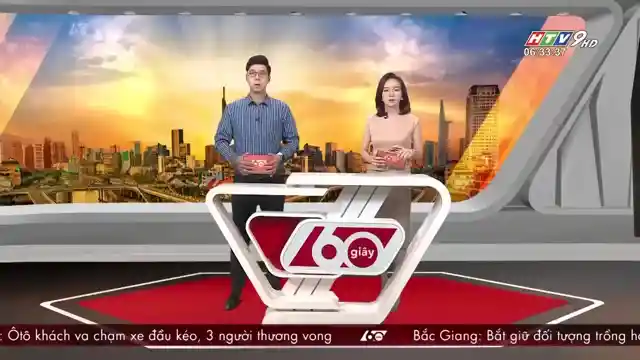 HTV9 HD
06:33:37
60 giây
: Ôtô khách va chạm xe đầu kéo, 3 người thương vong 60 Bắc Giang: Bắt giữ đối tượng trồng